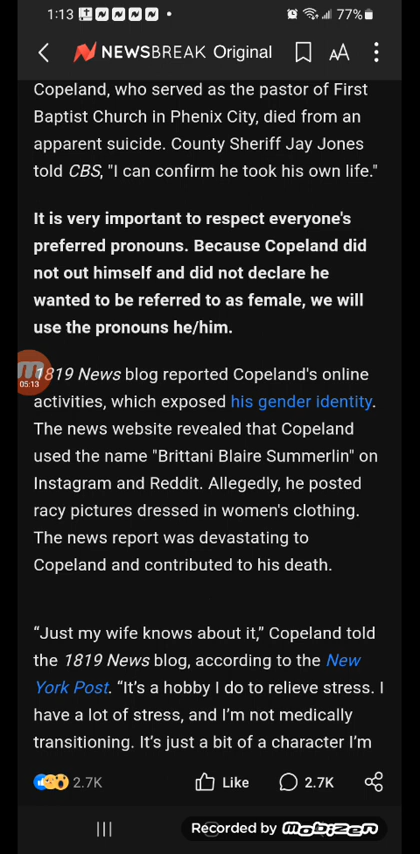 1:13
77%
NEWSBREAK Original
AA
Copeland, who served as the pastor of First
Baptist Church in Phenix City, died from an
apparent suicide. County Sheriff Jay Jones
told CBS, "I can confirm he took his own life."
It is very important to respect everyone's
preferred pronouns. Because Copeland did
not out himself and did not declare he
wanted to be referred to as female, we will
use the pronouns he/him.
1819 News blog reported Copeland's online
05:13
activities, which exposed his gender identity.
The news website revealed that Copeland
used the name "Brittani Blaire Summerlin" on
Instagram and Reddit. Allegedly, he posted
racy pictures dressed in women's clothing.
The news report was devastating to
Copeland and contributed to his death.
“Just my wife knows about it,” Copeland told
the 1819 News blog, according to the New
York Post. “It’s a hobby I do to relieve stress. I
have a lot of stress, and I’m not medically
transitioning. It’s just a bit of a character I’m
2.7K
Like
2.7K
Recorded by mobizen